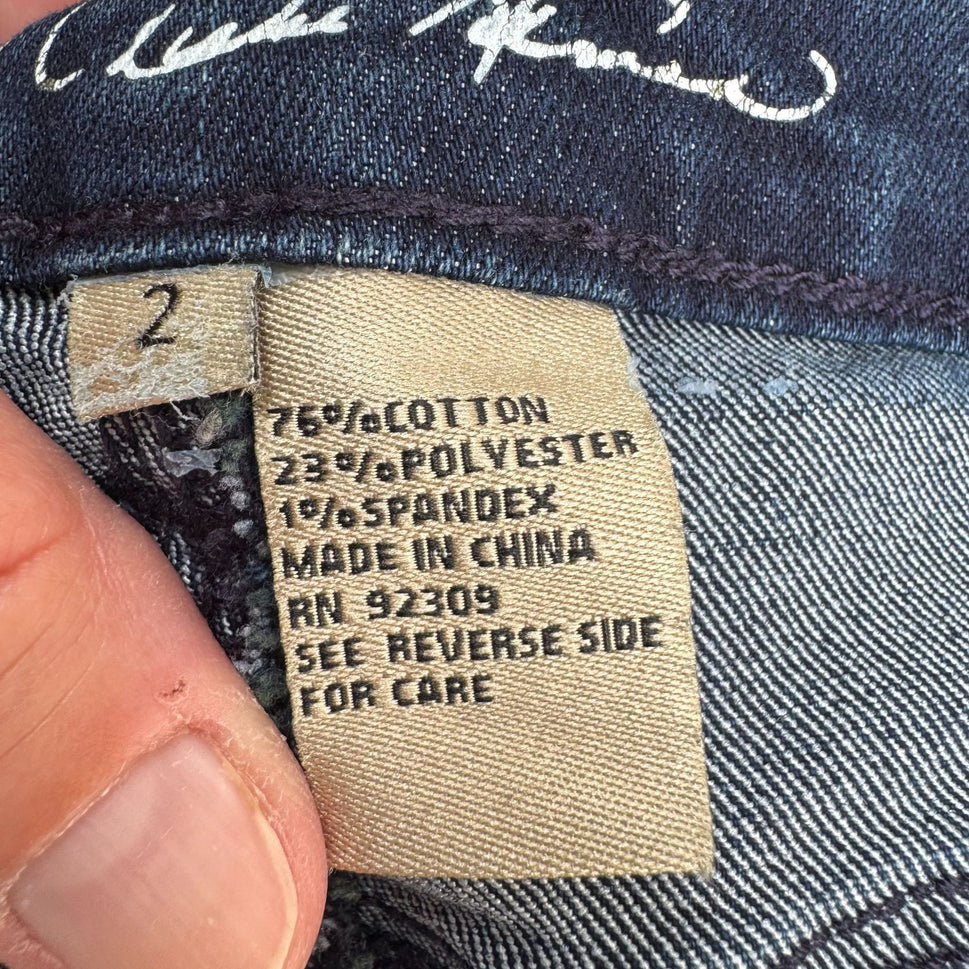 2
76%COTTON
23%POLYESTER
1%SPANDEX
MADE IN CHINA
RN 92309
SEE REVERSE SIDE
FOR CARE